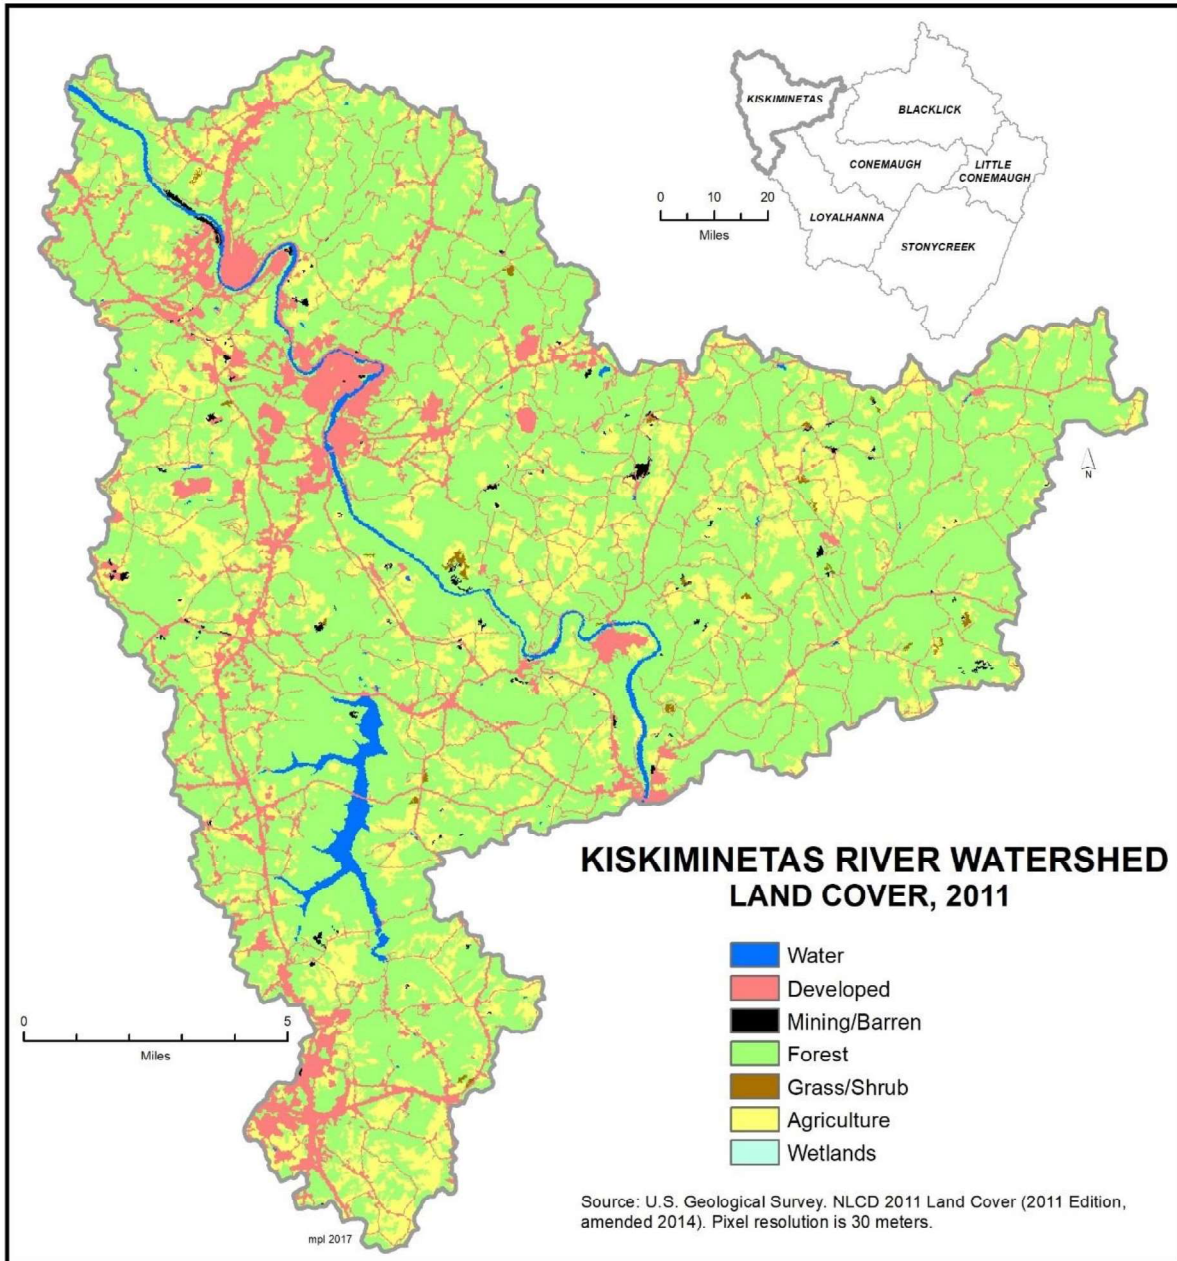 KISKIMINETAS
BLACKLICK
CONEMAUGH
LITTLE
CONEMAUGH
LOYALHANNA
STONYCREEK
0 10 20
Miles
N
KISKIMINETAS RIVER WATERSHED
LAND COVER, 2011
Water
Developed
Mining/Barren
Forest
Grass/Shrub
Agriculture
Wetlands
0 5
Miles
Source: U.S. Geological Survey. NLCD 2011 Land Cover (2011 Edition,
amended 2014). Pixel resolution is 30 meters.
mpl 2017